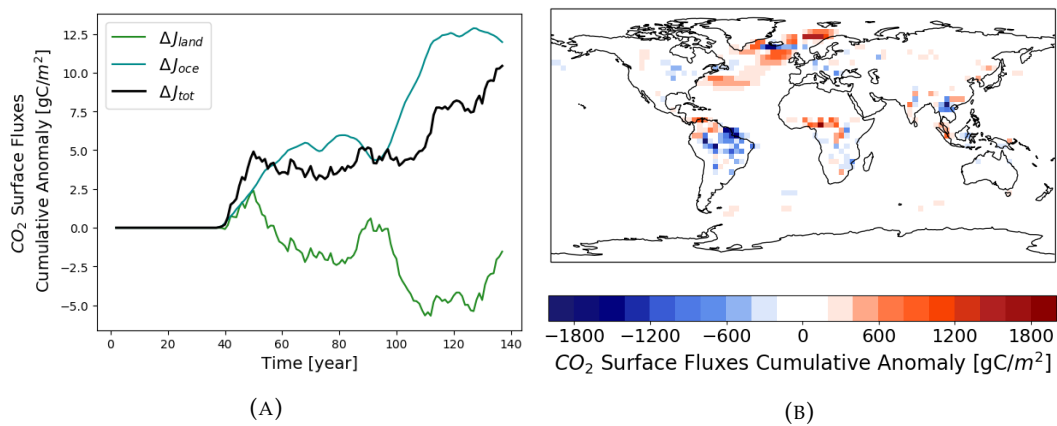 CO₂ Surface Fluxes
Cumulative Anomaly [gC/m²]
12.5
10.0
7.5
5.0
2.5
0.0
−2.5
−5.0
ΔJ_land
ΔJ_oce
ΔJ_tot
0 20 40 60 80 100 120 140
Time [year]
(A)
−1800 −1200 −600 0 600 1200 1800
CO₂ Surface Fluxes Cumulative Anomaly [gC/m²]
(B)